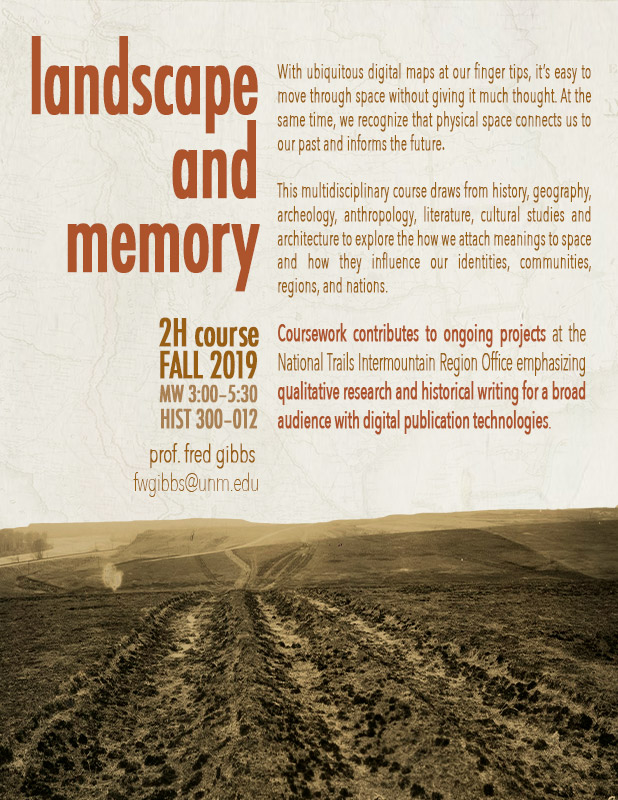 landscape
and
memory
2H course
FALL 2019
MW 3:00–5:30
HIST 300–012
prof. fred gibbs
fwgibbs@unm.edu
With ubiquitous digital maps at our finger tips, it's easy to
move through space without giving it much thought. At the
same time, we recognize that physical space connects us to
our past and informs the future.
This multidisciplinary course draws from history, geography,
archeology, anthropology, literature, cultural studies and
architecture to explore the how we attach meanings to space
and how they influence our identities, communities,
regions, and nations.
Coursework contributes to ongoing projects at the
National Trails Intermountain Region Office emphasizing
qualitative research and historical writing for a broad
audience with digital publication technologies.